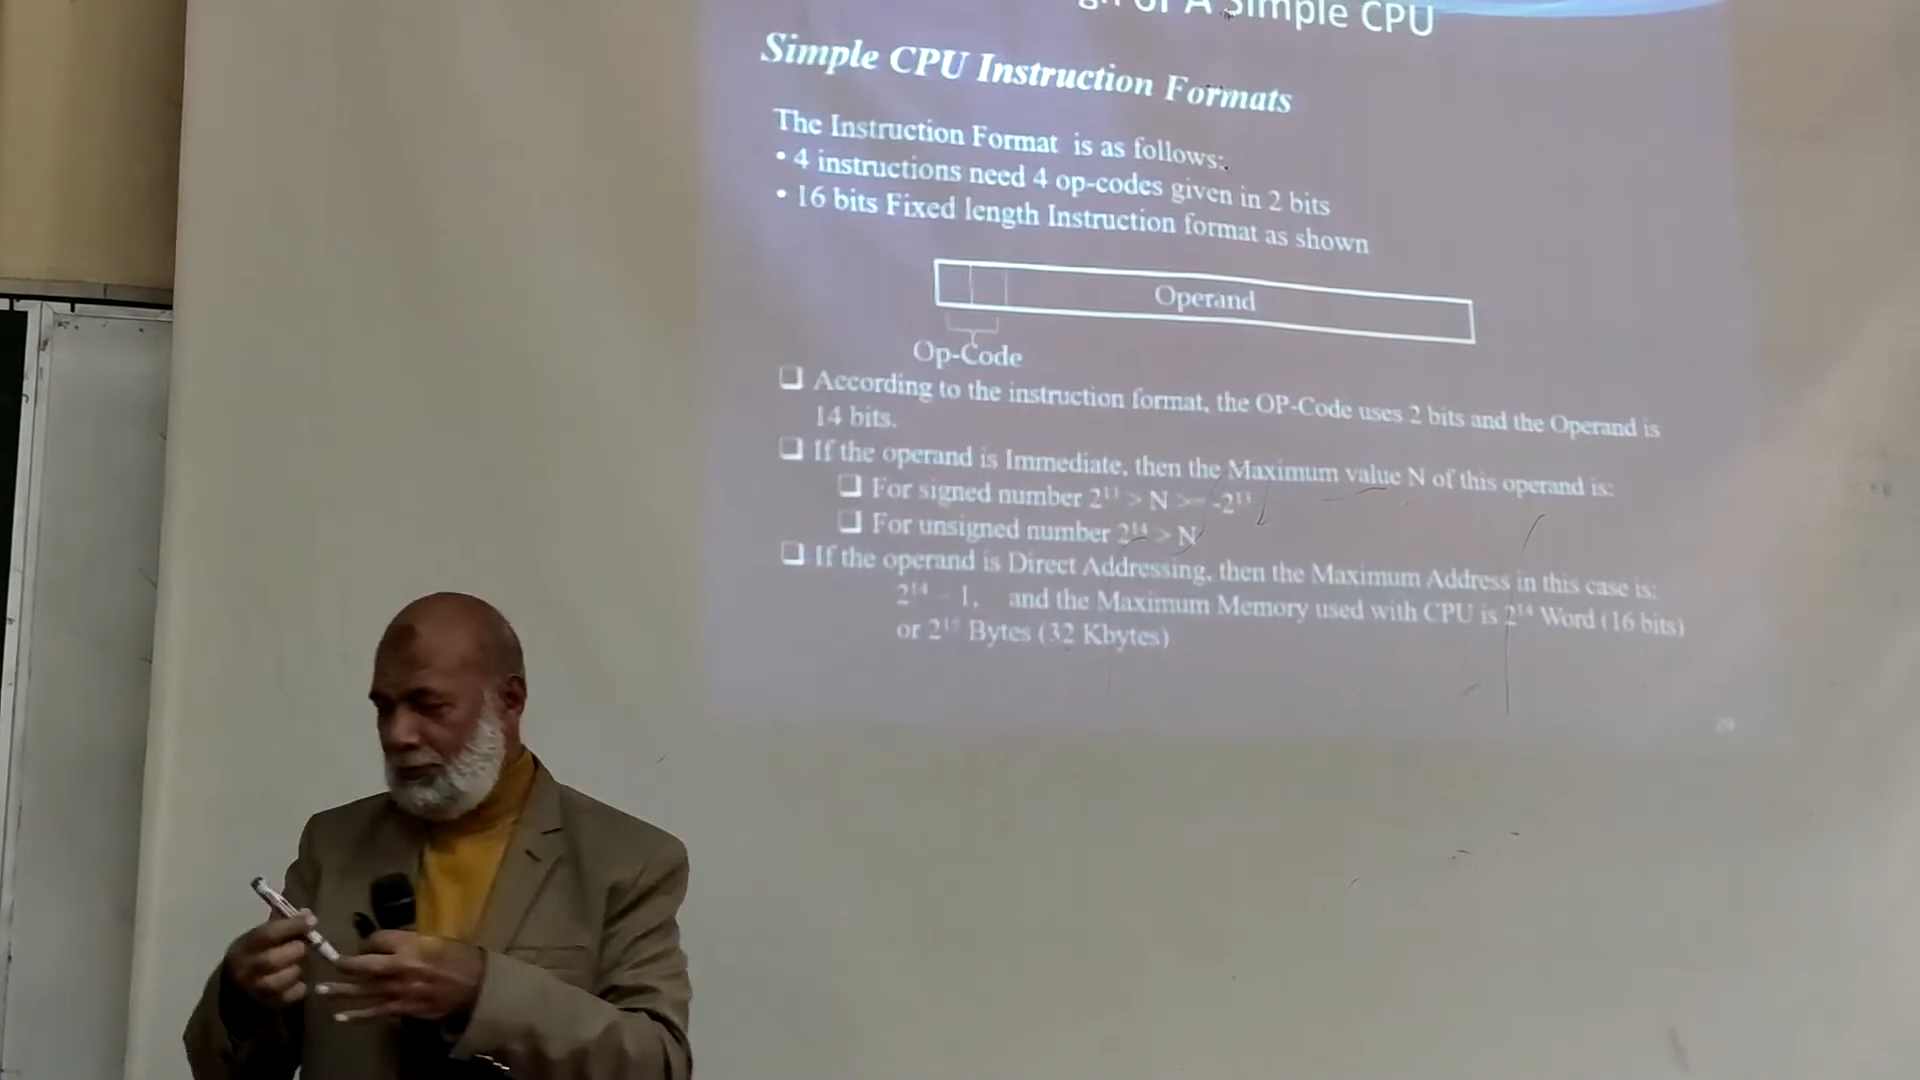 of A Simple CPU
Simple CPU Instruction Formats
The Instruction Format is as follows:
• 4 instructions need 4 op-codes given in 2 bits
• 16 bits Fixed length Instruction format as shown
Operand
Op-Code
❑ According to the instruction format, the OP-Code uses 2 bits and the Operand is
14 bits.
❑ If the operand is Immediate, then the Maximum value N of this operand is:
❑ For signed number 2¹³ > N >= -2¹³
❑ For unsigned number 2¹⁴ > N
❑ If the operand is Direct Addressing, then the Maximum Address in this case is:
2¹⁴ – 1, and the Maximum Memory used with CPU is 2¹⁴ Word (16 bits)
or 2¹⁵ Bytes (32 Kbytes)
29